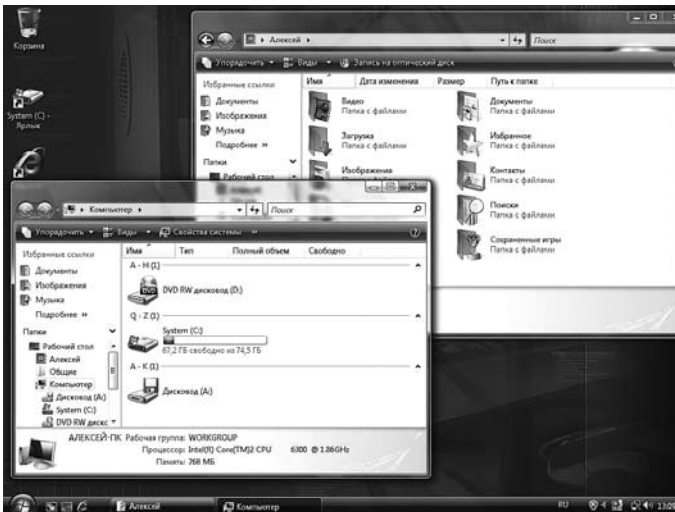 Корзина
System (C) -
Ярлык
Алексей
Поиск
Упорядочить
Виды
Запись на оптический диск
Избранные ссылки
Документы
Изображения
Музыка
Подробнее »
Папки
Рабочий стол
Имя Дата изменения Размер Путь к папке
Видео
Папка с файлами
Документы
Папка с файлами
Загрузка
Папка с файлами
Избранное
Папка с файлами
Изображения
Контакты
Папка с файлами
Поиски
Папка с файлами
Сохраненные игры
Папка с файлами
Компьютер
Поиск
Упорядочить
Виды
Свойства системы »
Избранные ссылки
Документы
Изображения
Музыка
Подробнее »
Папки
Рабочий стол
Алексей
Общие
Компьютер
Дисковод (A:)
System (C:)
DVD RW дискс
Имя Тип Полный объем Свободно
A - H (1)
DVD RW дисковод (D:)
Q - Z (1)
System (C:)
67,2 ГБ свободно из 74,5 ГБ
А - К (1)
Дисковод (A:)
АЛЕКСЕЙ-ПК Рабочая группа: WORKGROUP
Процессор: Intel(R) Core(TM)2 CPU 6300 @ 1.86GHz
Память: 768 МБ
Алексей
Компьютер
RU
13:09